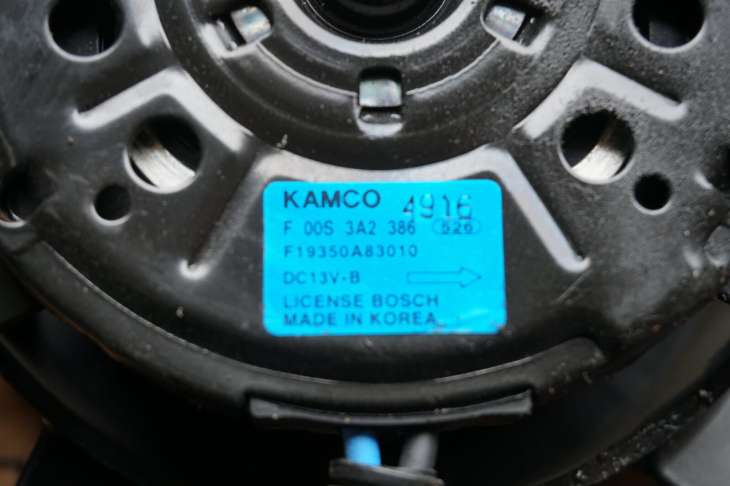 KAMCO 4916
F 00S 3A2 386 526
F19350A83010
DC13V-B
LICENSE BOSCH
MADE IN KOREA